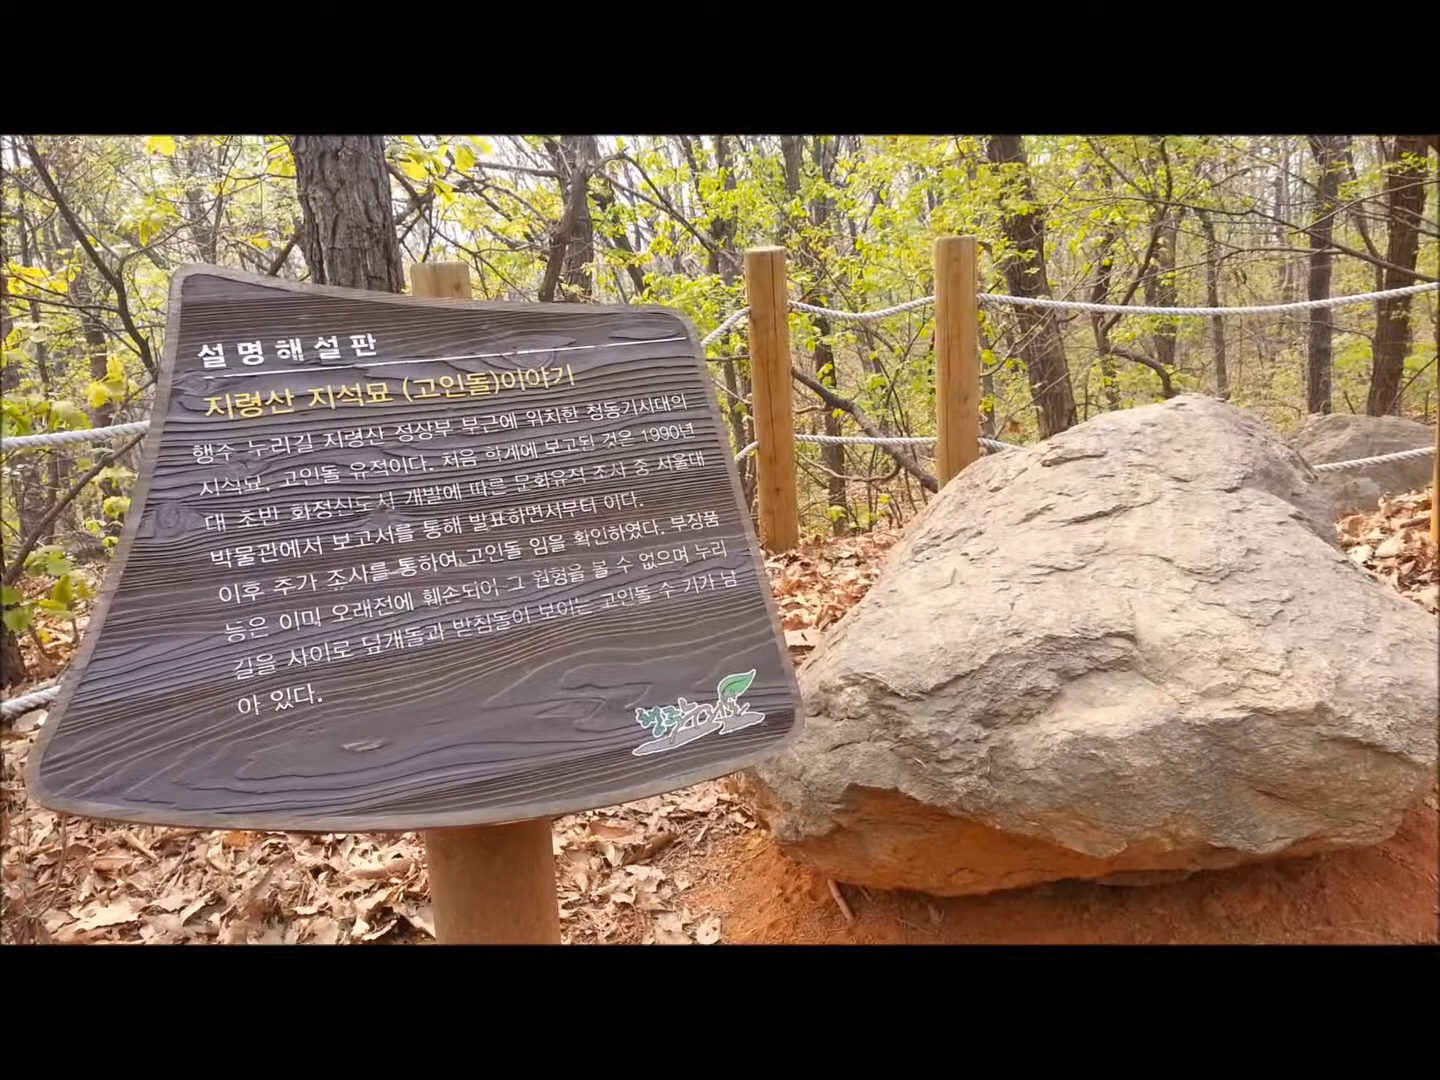 설명해설판
지령산 지석묘 (고인돌)이야기
행주 누리길 지령산 정상부 부근에 위치한 청동기시대의
지석묘, 고인돌 유적이다. 처음 학계에 보고된 것은 1990년
대 초반 화정신도시 개발에 따른 문화유적 조사 중 서울대
박물관에서 보고서를 통해 발표하면서부터 이다.
이후 추가 조사를 통하여 고인돌 임을 확인하였다. 부장품
등은 이미 오래전에 훼손되어 그 원형을 볼 수 없으며 누리
길을 사이로 덮개돌과 받침돌이 보이는 고인돌 수 기가 남
아 있다.